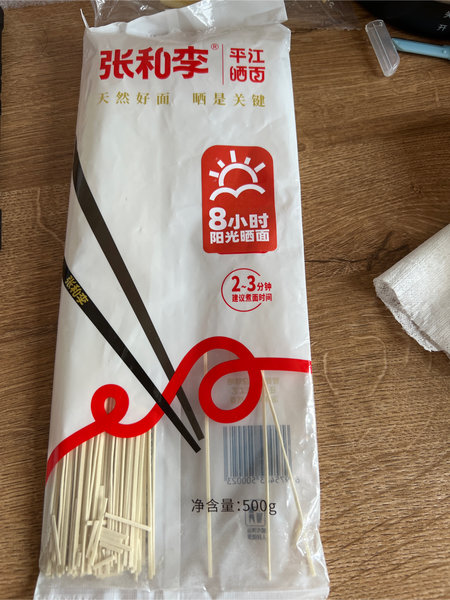 张和李®
平江
晒面
天然好面 晒是关键
8小时
阳光晒面
2~3分钟
建议煮面时间
张和李
净含量:500g